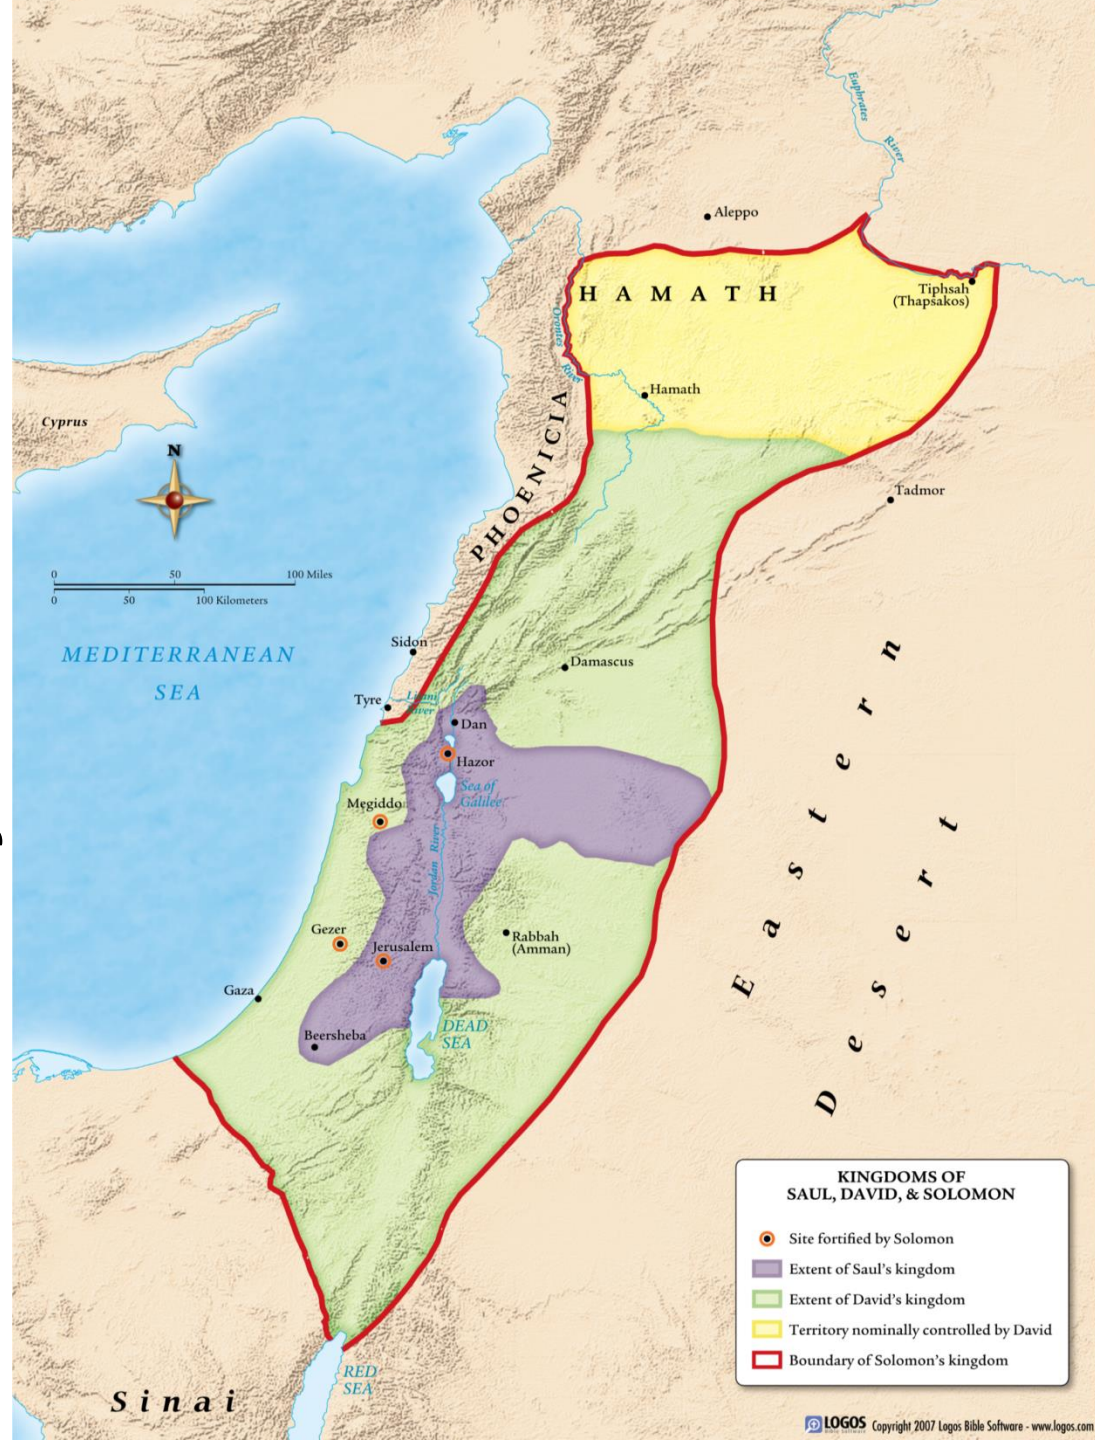 Euphrates
River
Aleppo
HAMATH
Tiphsah
(Thapsakos)
Orontes
River
Hamath
Cyprus
N
PHOENICIA
Tadmor
0 50 100 Miles
0 50 100 Kilometers
MEDITERRANEAN
SEA
Sidon
Damascus
Tyre
Litani
River
Dan
Hazor
Sea of
Galilee
Megiddo
Jordan River
Eastern
Desert
Gezer
Jerusalem
Rabbah
(Amman)
Gaza
Beersheba
DEAD
SEA
KINGDOMS OF
SAUL, DAVID, & SOLOMON
Site fortified by Solomon
Extent of Saul's kingdom
Extent of David's kingdom
Territory nominally controlled by David
Boundary of Solomon's kingdom
RED
SEA
Sinai
LOGOS Copyright 2007 Logos Bible Software - www.logos.com